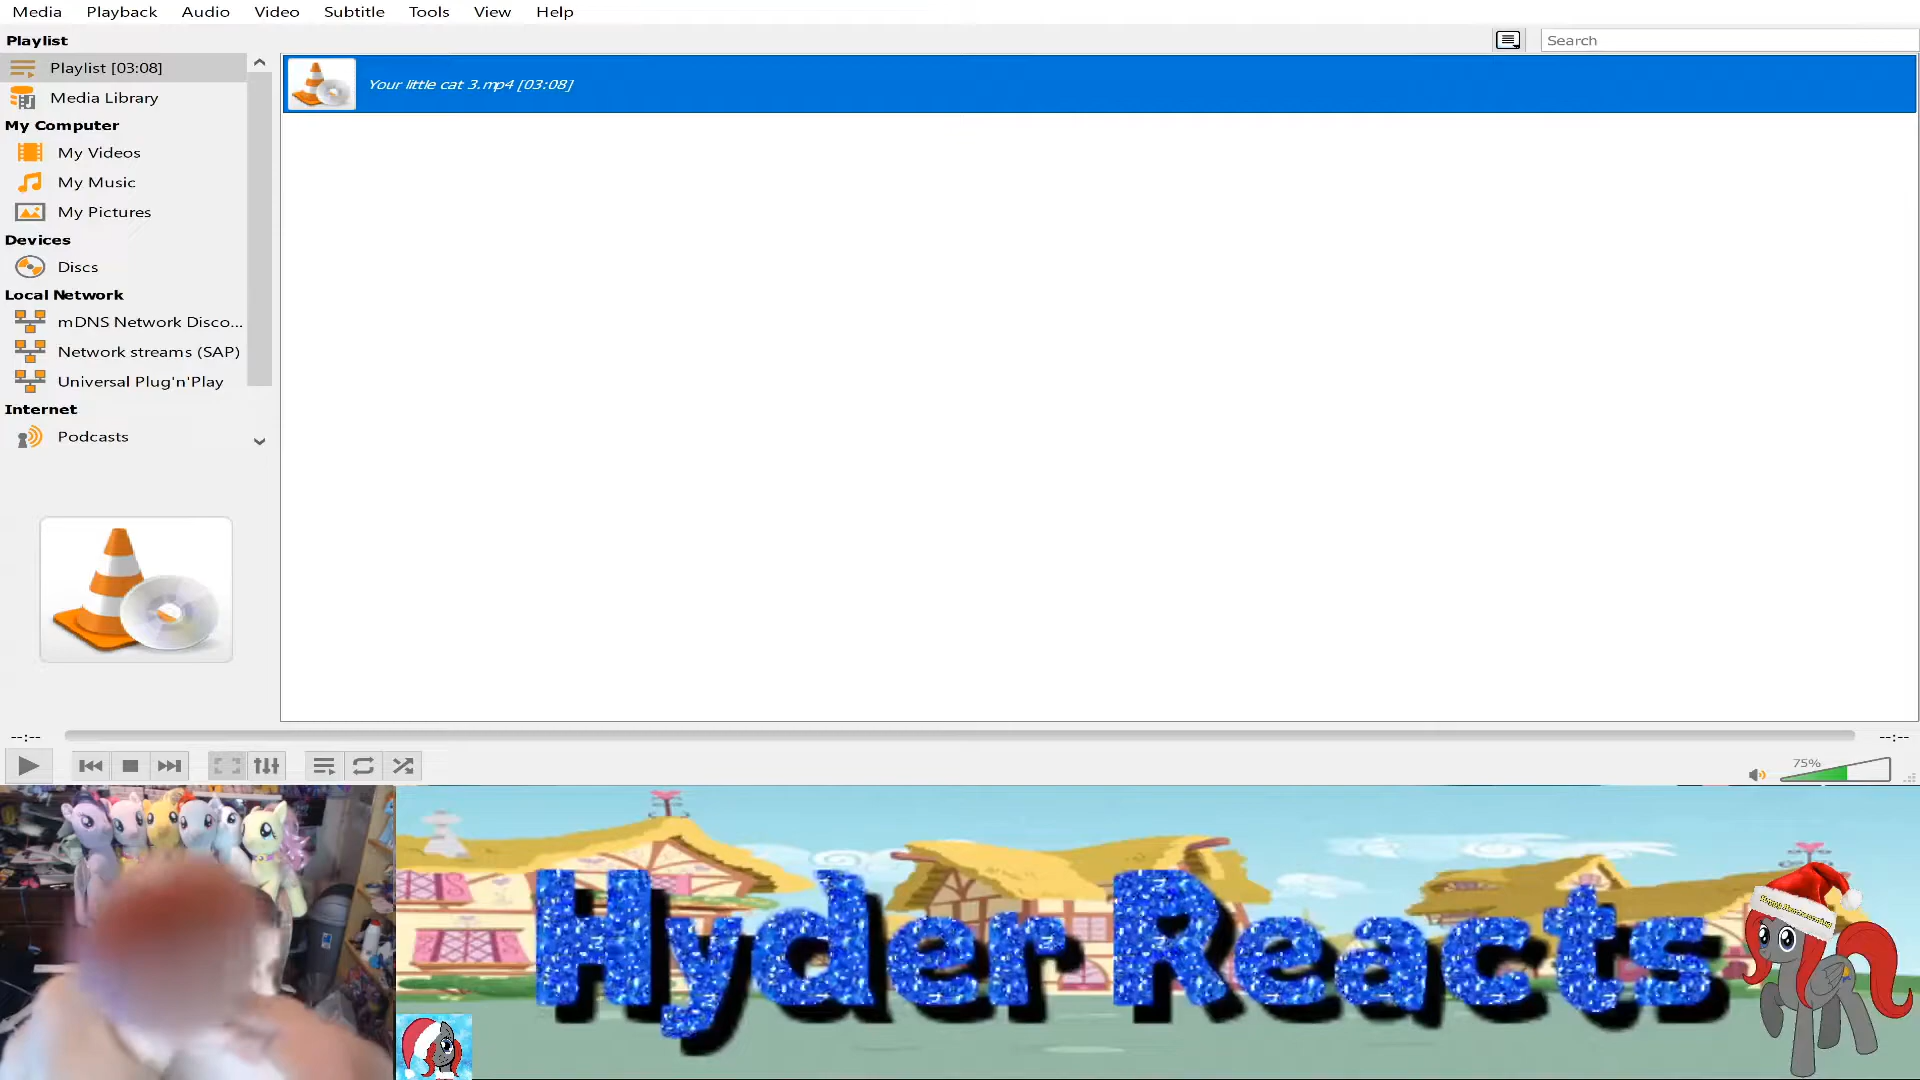 Media Playback Audio Video Subtitle Tools View Help
Playlist
Search
Playlist [03:08]
Your little cat 3.mp4 [03:08]
Media Library
My Computer
My Videos
My Music
My Pictures
Devices
Discs
Local Network
mDNS Network Disco...
Network streams (SAP)
Universal Plug'n'Play
Internet
Podcasts
--:-- --:--
75%
Hyder Reacts